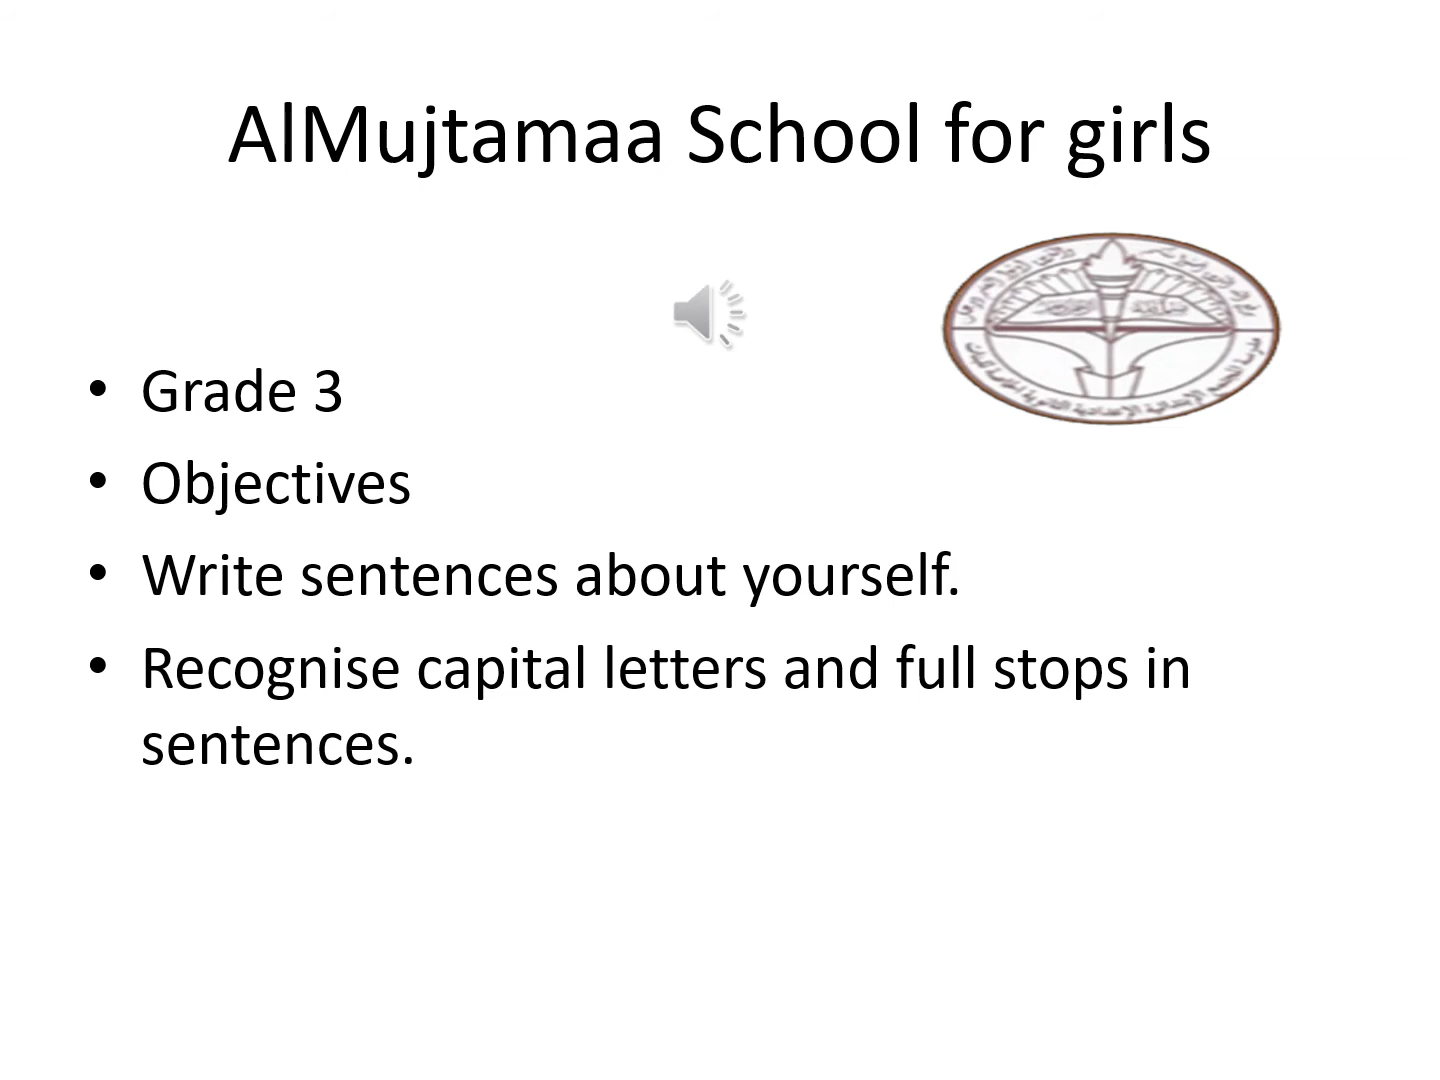 AlMujtamaa School for girls
• Grade 3
• Objectives
• Write sentences about yourself.
• Recognise capital letters and full stops in
sentences.